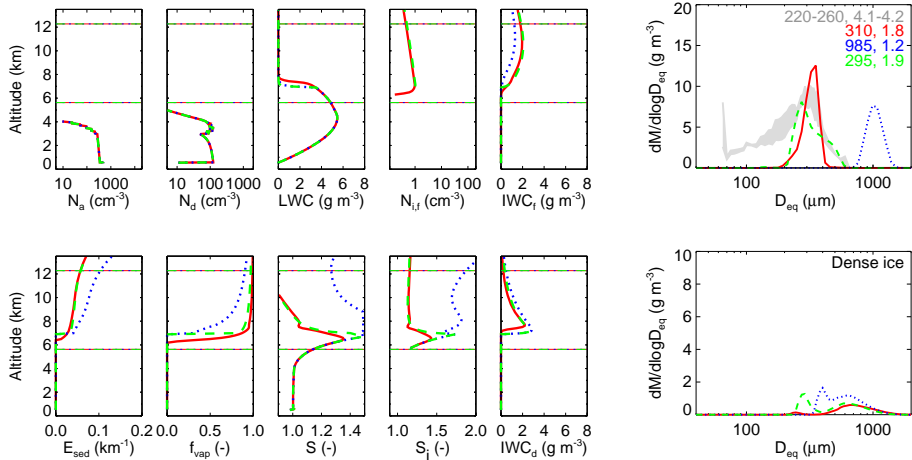 Altitude (km)
12
10
8
6
4
2
0
10 1000
N_a (cm^-3)
10 1000
N_d (cm^-3)
0 2 4 6 8
LWC (g m^-3)
1 10 100
N_i,f (cm^-3)
0 2 4 6 8
IWC_f (g m^-3)
dM/dlogD_eq (g m^-3)
20
15
10
5
0
220-260, 4.1-4.2
310, 1.8
985, 1.2
295, 1.9
100 1000
D_eq (μm)
Altitude (km)
12
10
8
6
4
2
0
0.0 0.1 0.2
E_sed (km^-1)
0.0 0.5 1.0
f_vap (-)
1.0 1.2 1.4
S (-)
1.0 1.5 2.0
S_i (-)
0 2 4 6 8
IWC_d (g m^-3)
dM/dlogD_eq (g m^-3)
10
8
6
4
2
0
Dense ice
100 1000
D_eq (μm)